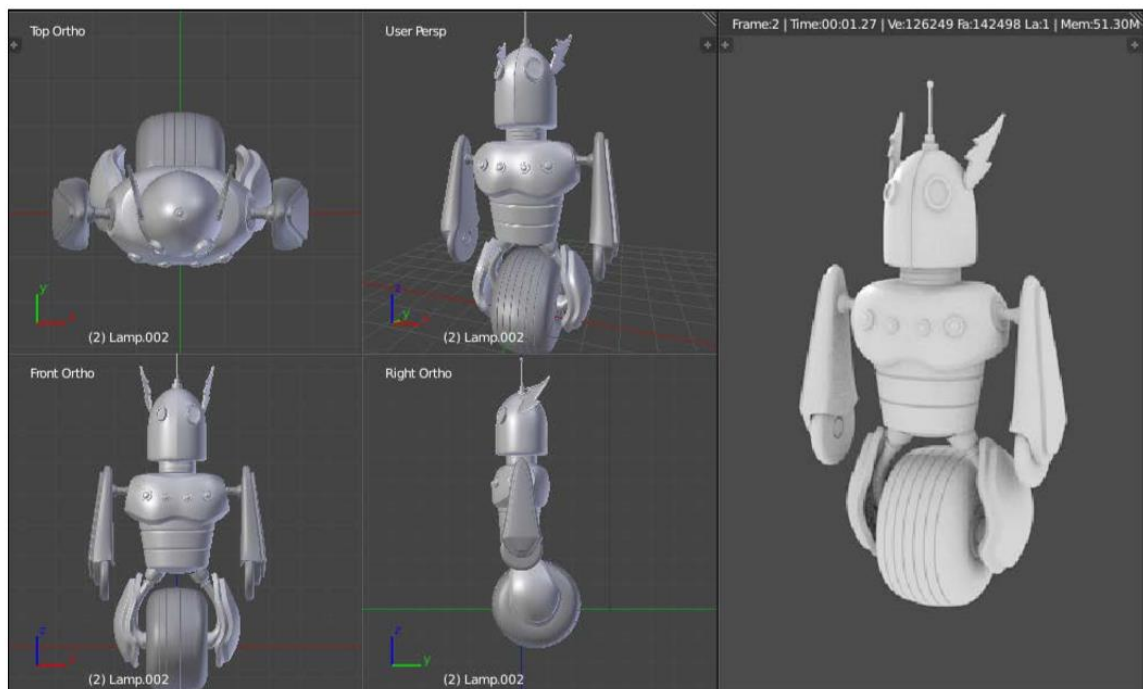 Top Ortho
User Persp
Frame:2 | Time:00:01.27 | Ve:126249 Fa:142498 La:1 | Mem:51.30M
y
x
(2) Lamp.002
z
y
x
(2) Lamp.002
Front Ortho
Right Ortho
z
x
(2) Lamp.002
z
y
(2) Lamp.002